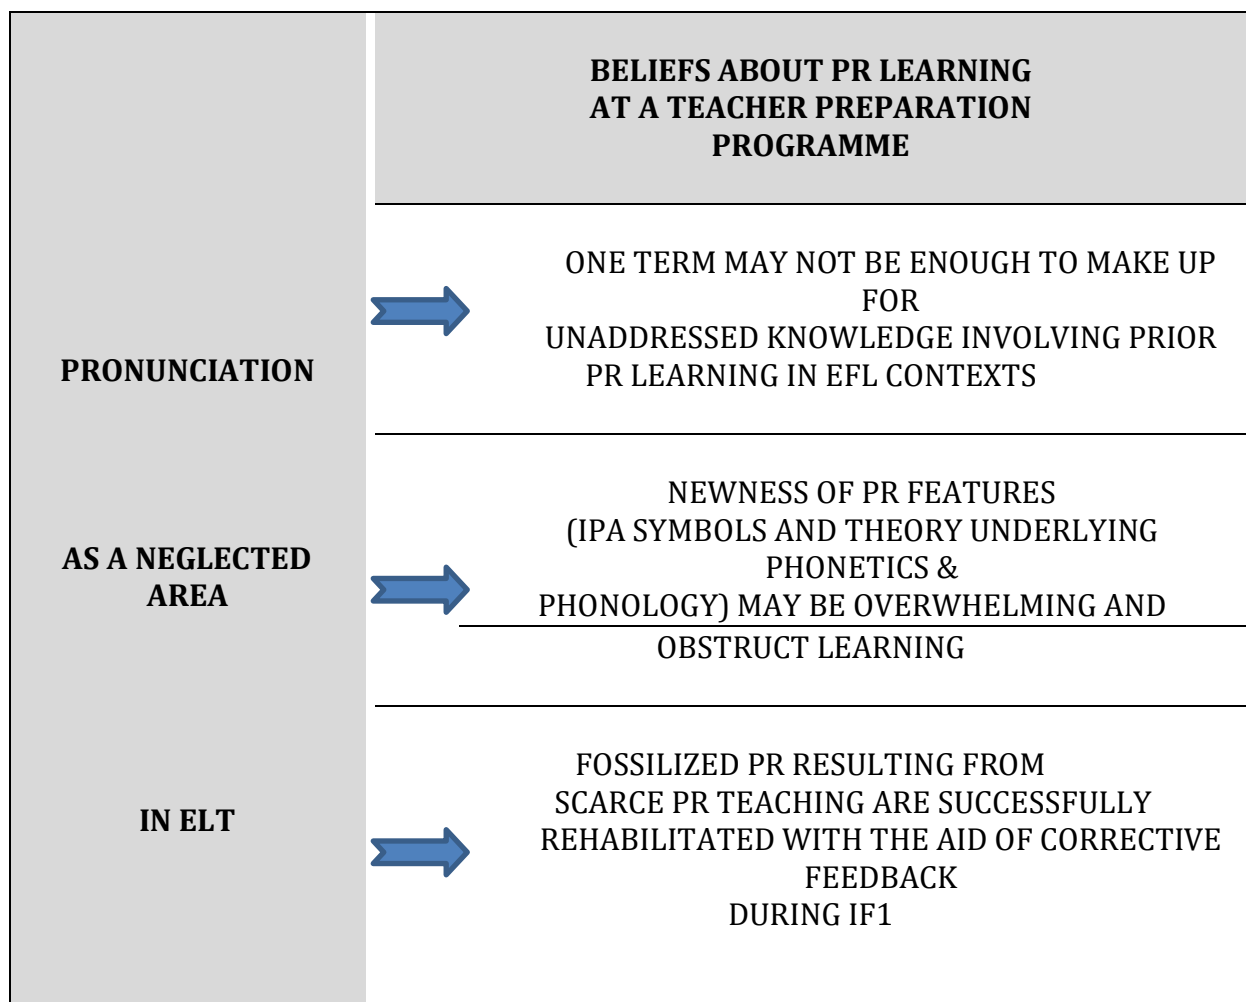 BELIEFS ABOUT PR LEARNING
AT A TEACHER PREPARATION
PROGRAMME
PRONUNCIATION
AS A NEGLECTED
AREA
IN ELT
ONE TERM MAY NOT BE ENOUGH TO MAKE UP
FOR
UNADDRESSED KNOWLEDGE INVOLVING PRIOR
PR LEARNING IN EFL CONTEXTS
NEWNESS OF PR FEATURES
(IPA SYMBOLS AND THEORY UNDERLYING
PHONETICS &
PHONOLOGY) MAY BE OVERWHELMING AND
OBSTRUCT LEARNING
FOSSILIZED PR RESULTING FROM
SCARCE PR TEACHING ARE SUCCESSFULLY
REHABILITATED WITH THE AID OF CORRECTIVE
FEEDBACK
DURING IF1